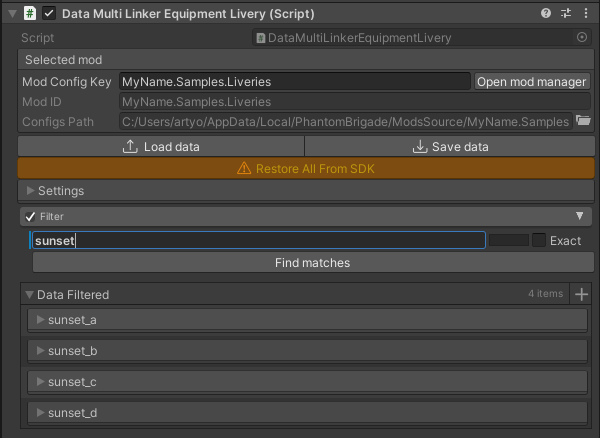 Data Multi Linker Equipment Livery (Script)
Script
DataMultiLinkerEquipmentLivery
Selected mod
Mod Config Key
MyName.Samples.Liveries
Open mod manager
Mod ID
MyName.Samples.Liveries
Configs Path
C:/Users/artyo/AppData/Local/PhantomBrigade/ModsSource/MyName.Samples
Load data
Save data
Restore All From SDK
Settings
Filter
sunset
Exact
Find matches
Data Filtered
4 items
sunset_a
sunset_b
sunset_c
sunset_d